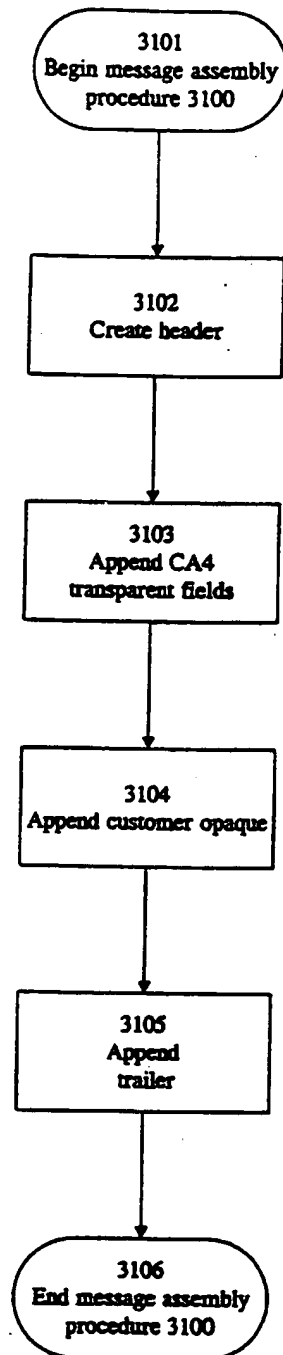 3101
Begin message assembly
procedure 3100
3102
Create header
3103
Append CA4
transparent fields
3104
Append customer opaque
3105
Append
trailer
3106
End message assembly
procedure 3100